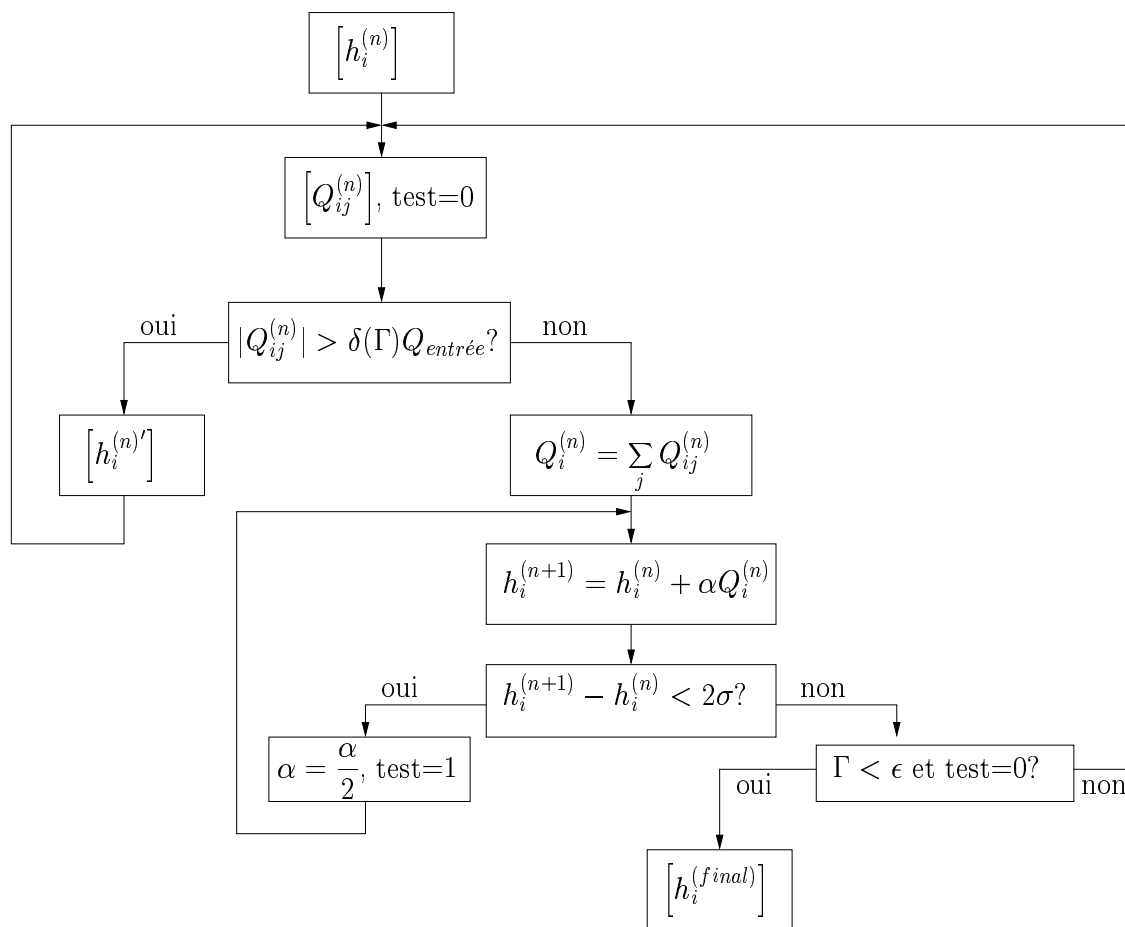 [h_i^{(n)}]
[Q_{ij}^{(n)}], test=0
oui
non
|Q_{ij}^{(n)}| > δ(Γ)Q_{entrée}?
[h_i^{(n)'}]
Q_i^{(n)} = ∑_j Q_{ij}^{(n)}
h_i^{(n+1)} = h_i^{(n)} + αQ_i^{(n)}
oui
h_i^{(n+1)} − h_i^{(n)} < 2σ?
non
α = α/2, test=1
Γ < ϵ et test=0?
oui
non
[h_i^{(final)}]